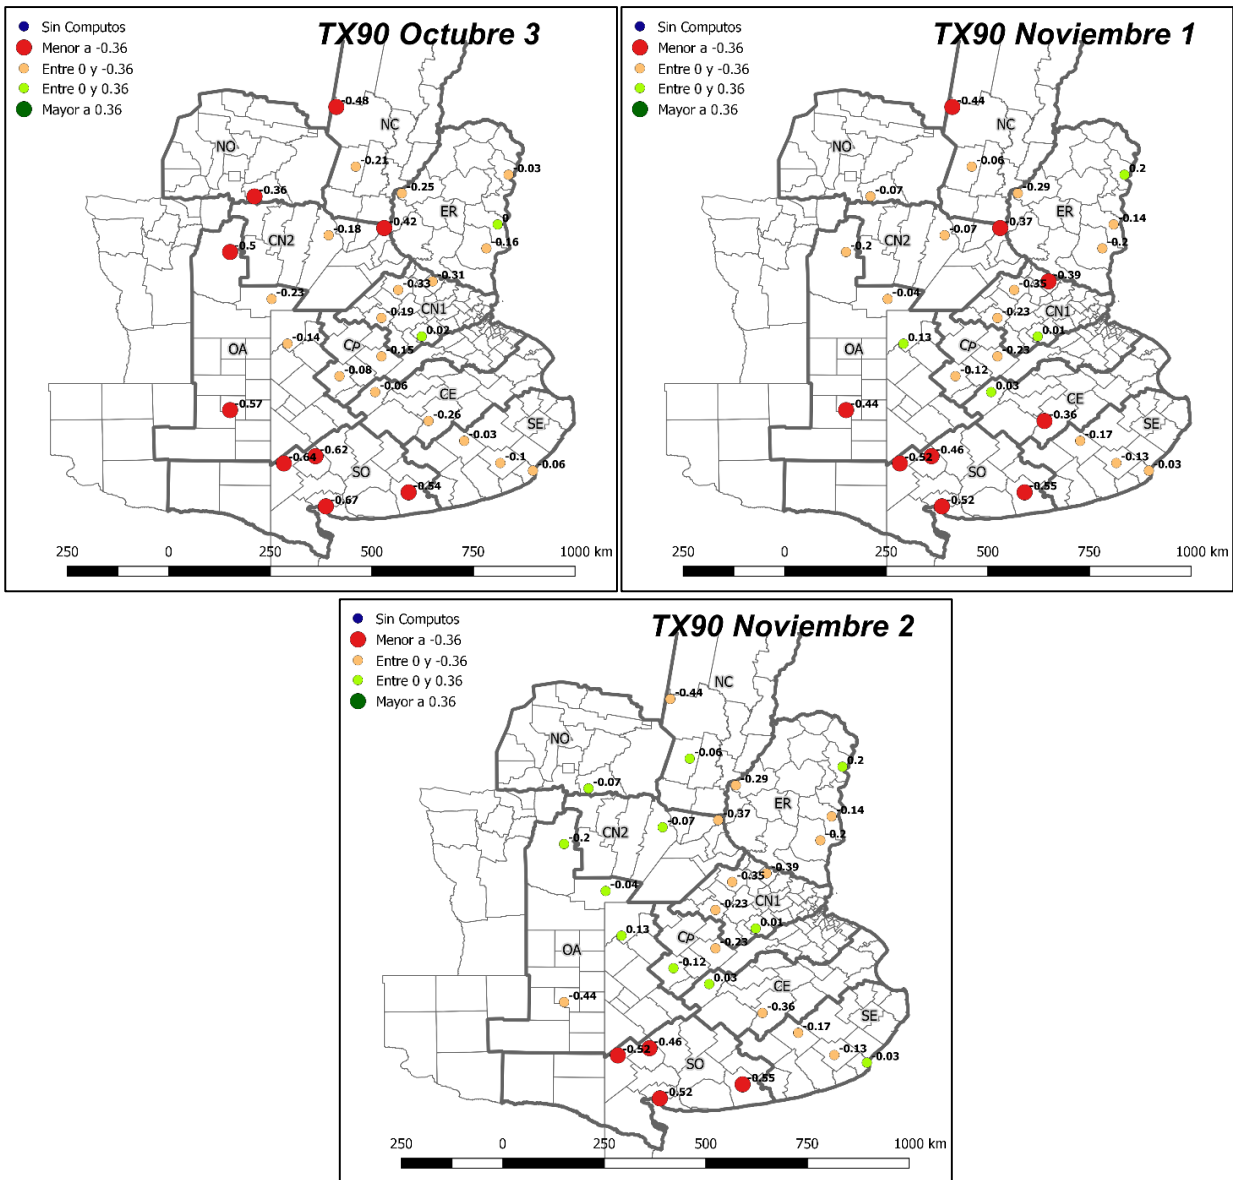 TX90 Octubre 3
Sin Computos
Menor a -0.36
Entre 0 y -0.36
Entre 0 y 0.36
Mayor a 0.36
-0.48
NC
NO
-0.21
-0.03
-0.36
-0.25
ER
-0.42
0
-0.18
CN2
-0.5
-0.16
-0.31
-0.33
-0.23
CN1
-0.19
0.02
-0.14
OA
CP
-0.15
-0.08
-0.06
CE
-0.57
-0.26
SE
-0.03
-0.62
-0.64
SO
-0.1
-0.06
-0.54
-0.67
250 0 250 500 750 1000 km
TX90 Noviembre 1
Sin Computos
Menor a -0.36
Entre 0 y -0.36
Entre 0 y 0.36
Mayor a 0.36
-0.44
NC
NO
-0.06
0.2
-0.07
-0.29
ER
-0.37
-0.14
-0.07
CN2
-0.2
-0.2
-0.39
-0.35
-0.04
CN1
-0.23
0.01
0.13
OA
CP
-0.23
-0.12
0.03
CE
-0.44
-0.36
SE
-0.17
-0.46
-0.52
SO
-0.13
-0.03
-0.55
-0.52
250 0 250 500 750 1000 km
TX90 Noviembre 2
Sin Computos
Menor a -0.36
Entre 0 y -0.36
Entre 0 y 0.36
Mayor a 0.36
NC
-0.44
NO
-0.06
0.2
-0.07
-0.29
ER
-0.37
-0.14
-0.07
CN2
-0.2
-0.2
-0.39
-0.35
-0.04
CN1
-0.23
0.01
0.13
OA
CP
-0.23
-0.12
0.03
CE
-0.44
-0.36
SE
-0.17
-0.46
-0.52
SO
-0.13
-0.03
-0.55
-0.52
250 0 250 500 750 1000 km